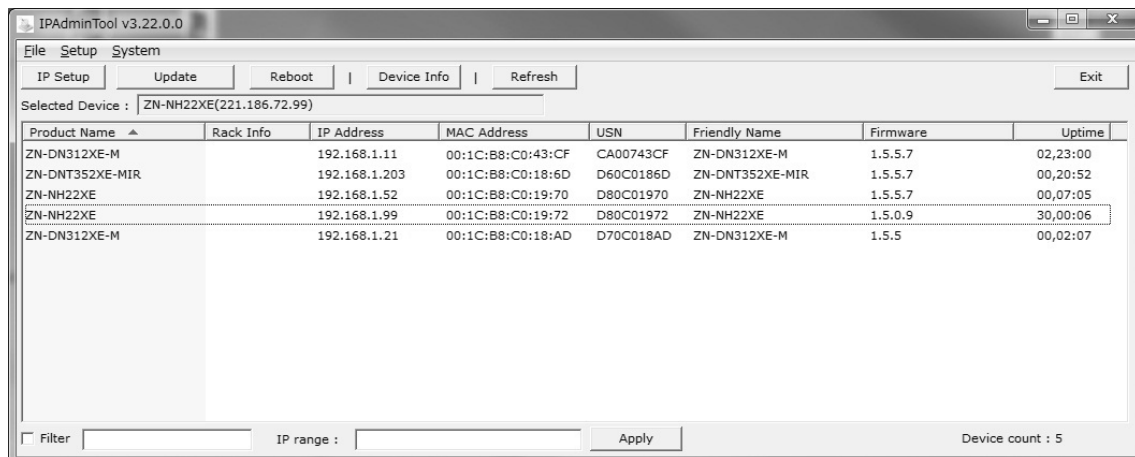 IPAdminTool v3.22.0.0
File Setup System
IP Setup Update Reboot | Device Info | Refresh Exit
Selected Device : ZN-NH22XE(221.186.72.99)
Product Name Rack Info IP Address MAC Address USN Friendly Name Firmware Uptime
ZN-DN312XE-M 192.168.1.11 00:1C:B8:C0:43:CF CA00743CF ZN-DN312XE-M 1.5.5.7 02,23:00
ZN-DNT352XE-MIR 192.168.1.203 00:1C:B8:C0:18:6D D60C0186D ZN-DNT352XE-MIR 1.5.5.7 00,20:52
ZN-NH22XE 192.168.1.52 00:1C:B8:C0:19:70 D80C01970 ZN-NH22XE 1.5.5.7 00,07:05
ZN-NH22XE 192.168.1.99 00:1C:B8:C0:19:72 D80C01972 ZN-NH22XE 1.5.0.9 30,00:06
ZN-DN312XE-M 192.168.1.21 00:1C:B8:C0:18:AD D70C018AD ZN-DN312XE-M 1.5.5 00,02:07
Filter IP range : Apply Device count : 5